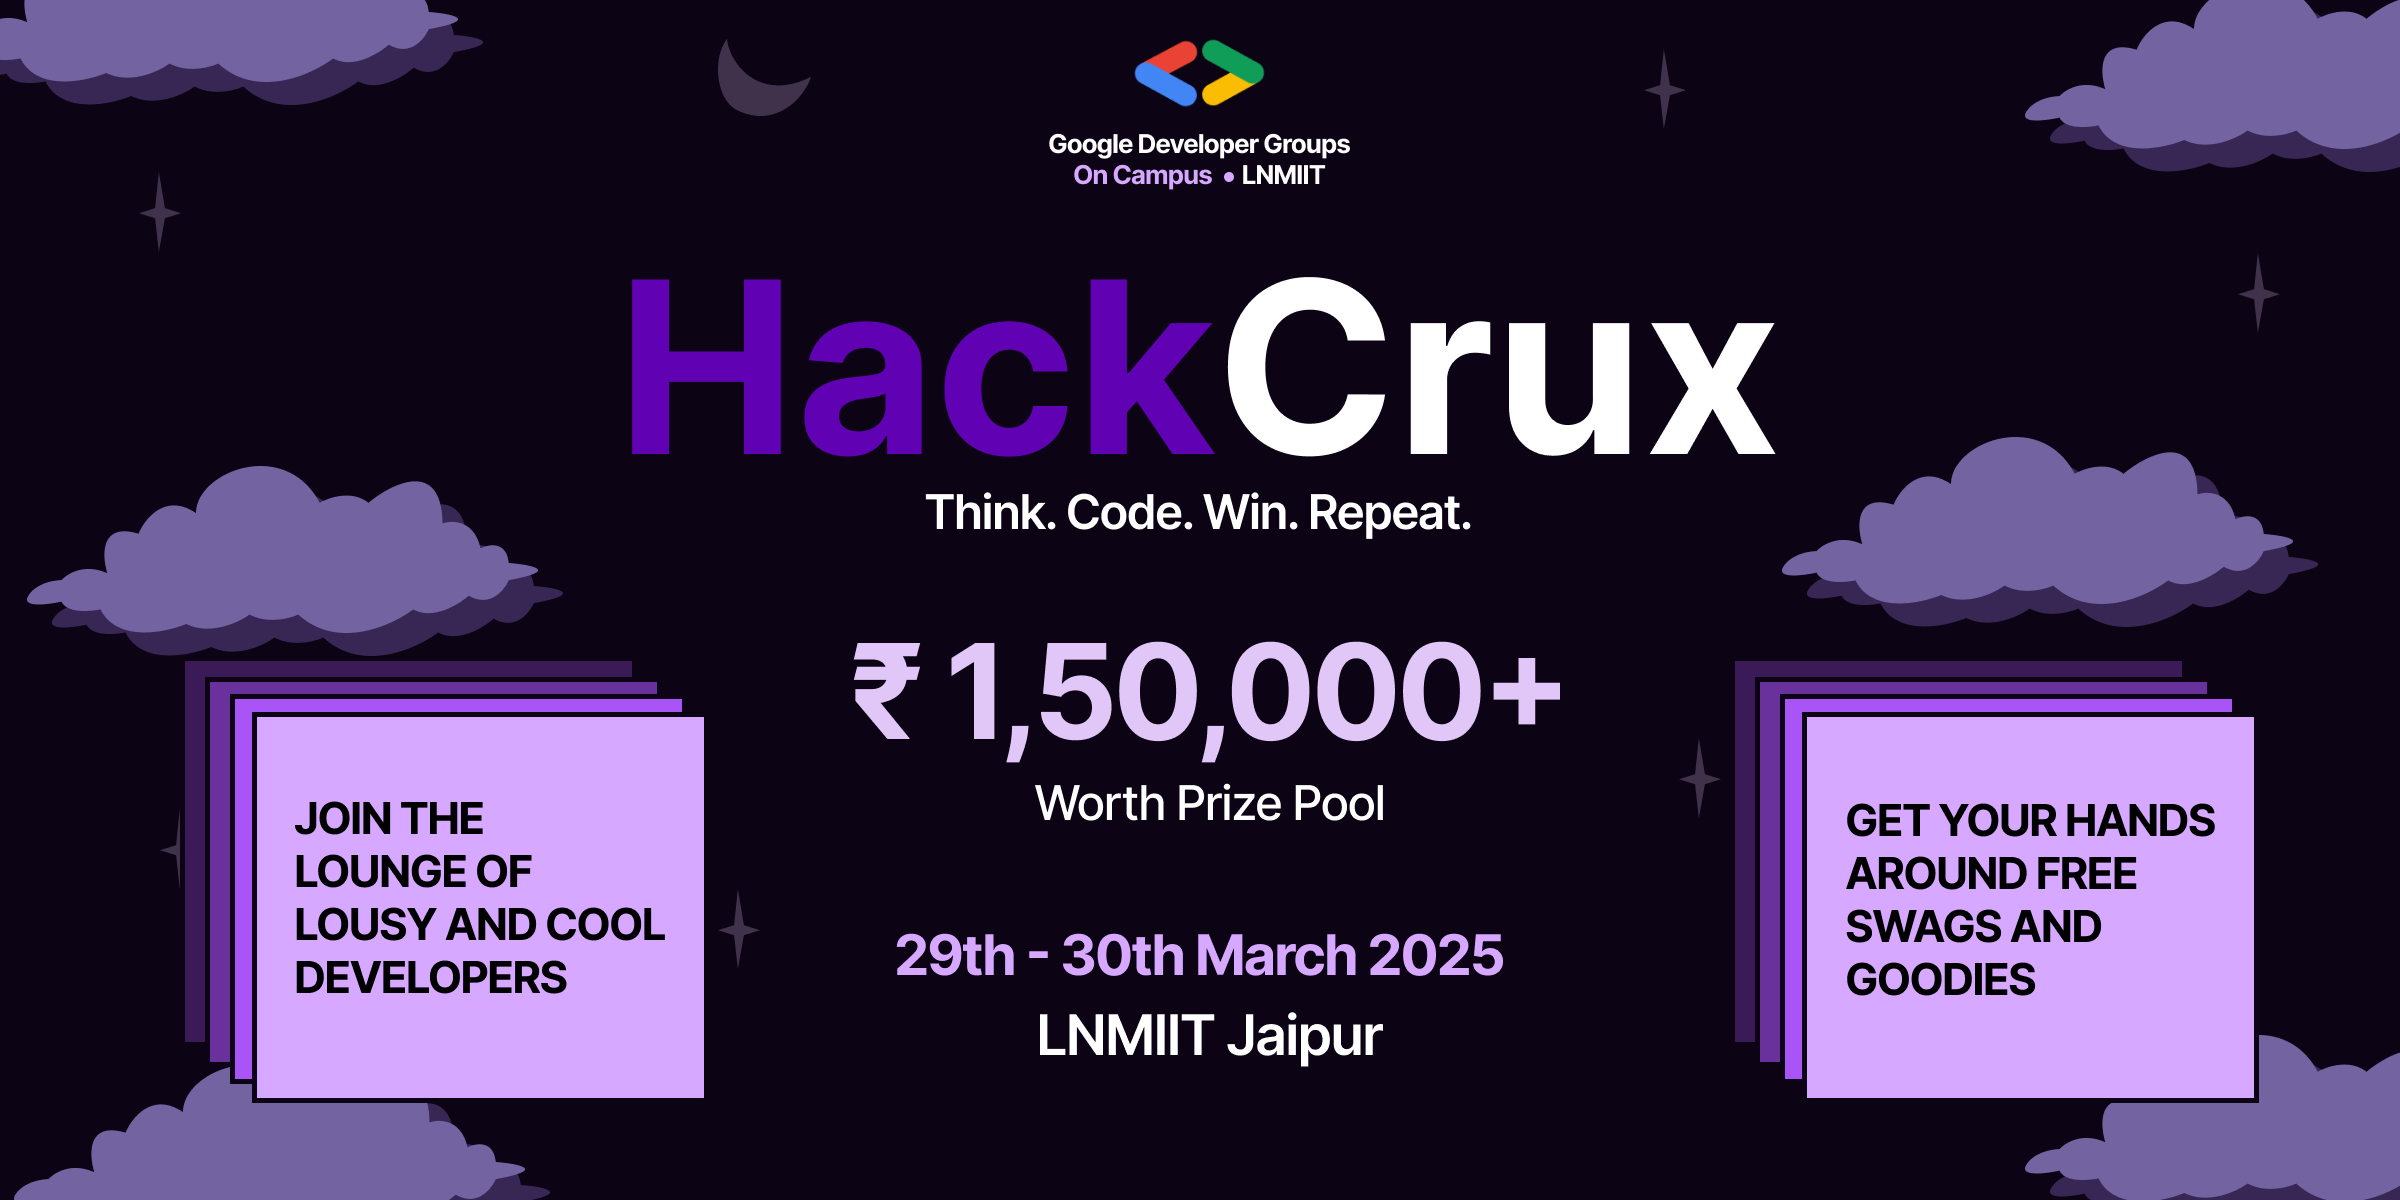 Google Developer Groups
On Campus • LNMIIT
HackCrux
Think. Code. Win. Repeat.
₹ 1,50,000+
Worth Prize Pool
29th - 30th March 2025
LNMIIT Jaipur
JOIN THE
LOUNGE OF
LOUSY AND COOL
DEVELOPERS
GET YOUR HANDS
AROUND FREE
SWAGS AND
GOODIES